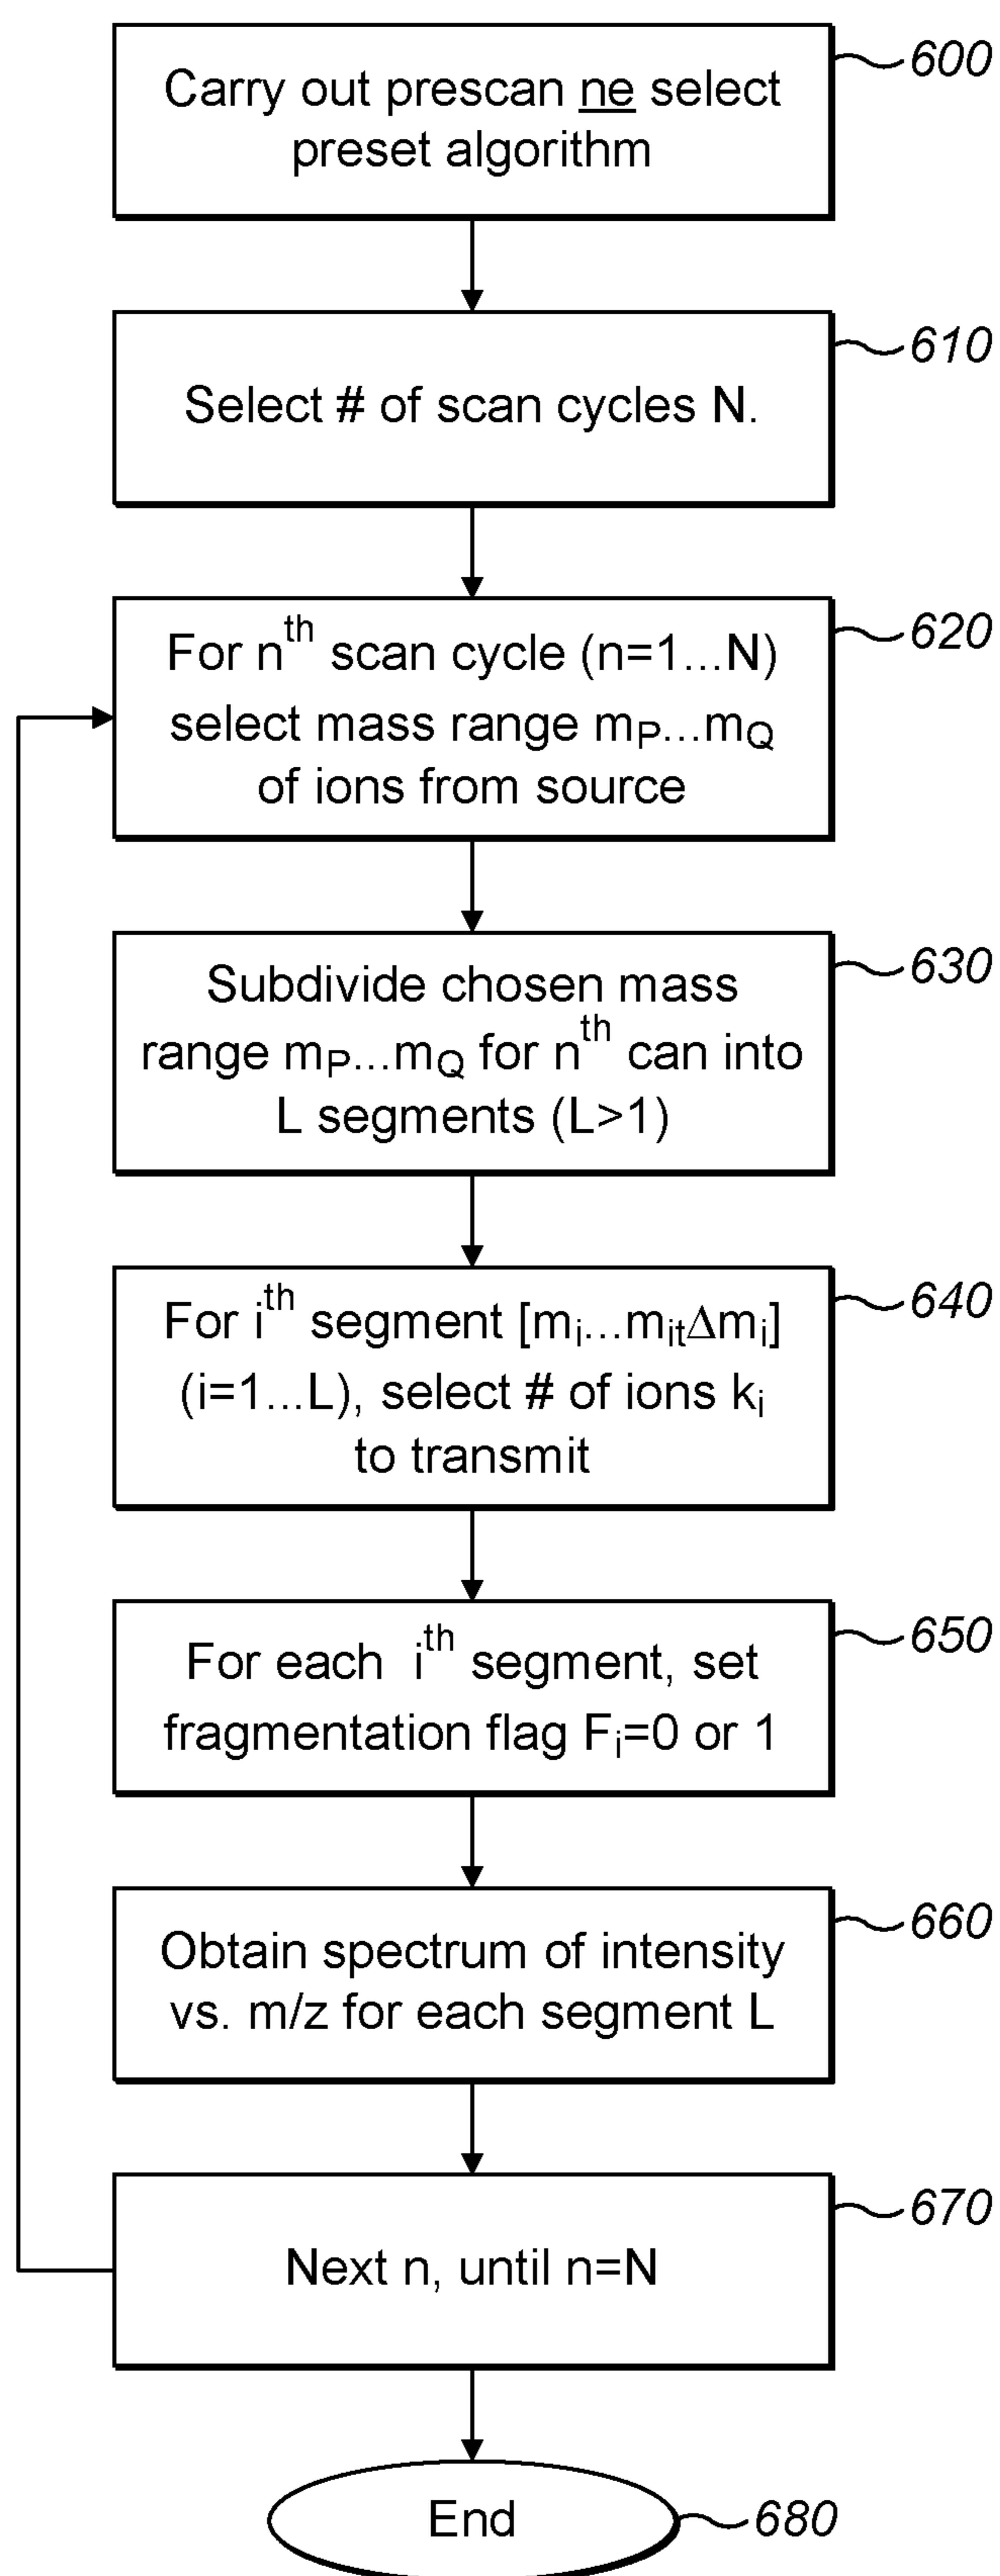 Carry out prescan ne select
preset algorithm
600
Select # of scan cycles N.
610
For nth scan cycle (n=1...N)
select mass range mP...mQ
of ions from source
620
Subdivide chosen mass
range mP...mQ for nth can into
L segments (L>1)
630
For ith segment [mi...mitΔmi]
(i=1...L), select # of ions ki
to transmit
640
For each ith segment, set
fragmentation flag Fi=0 or 1
650
Obtain spectrum of intensity
vs. m/z for each segment L
660
Next n, until n=N
670
End
680